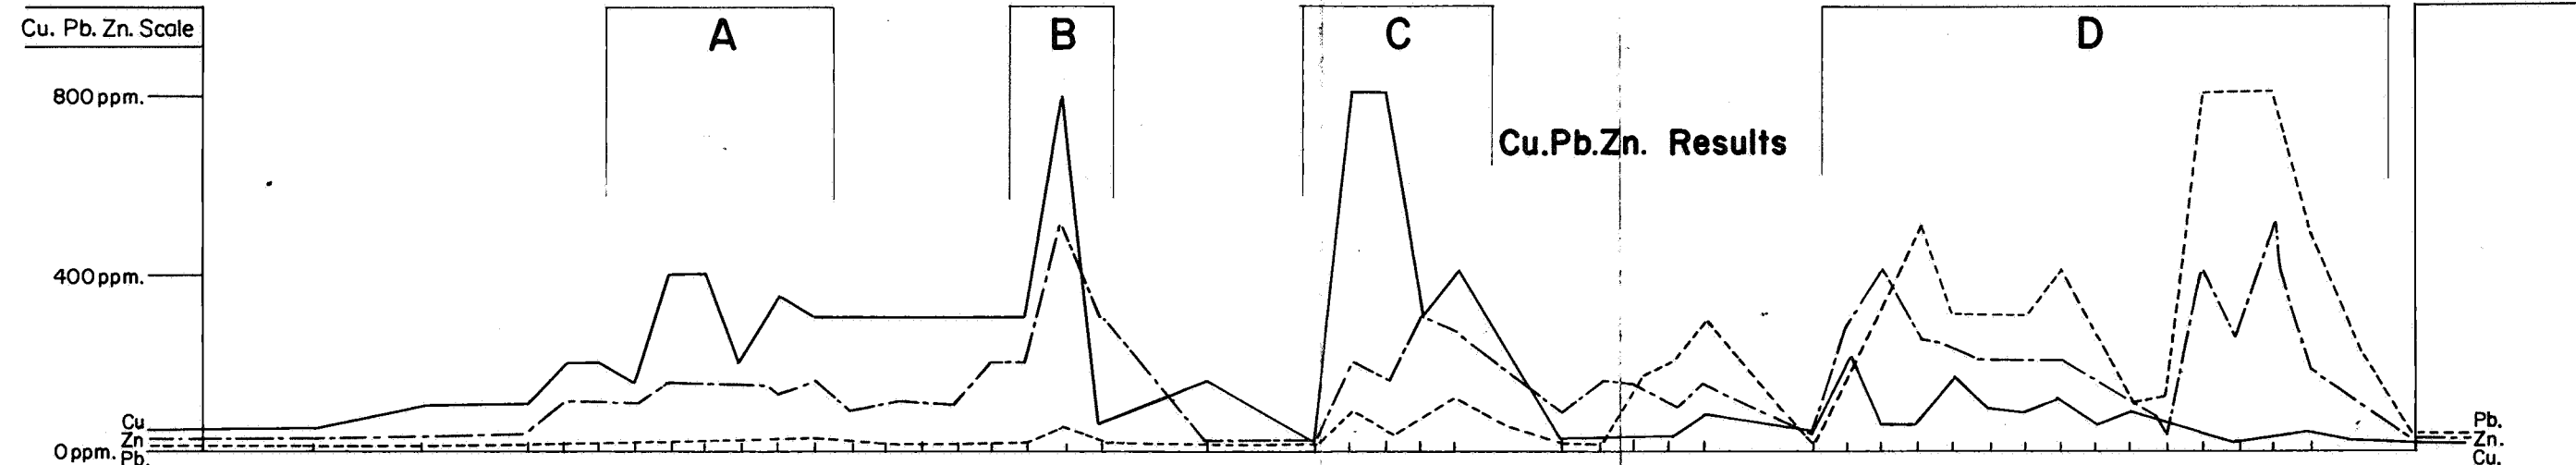 Cu. Pb. Zn. Scale
A
B
C
D
800 ppm.
Cu.Pb.Zn. Results
400 ppm.
Cu
Zn
0 ppm. Pb.
Pb.
Zn.
Cu.